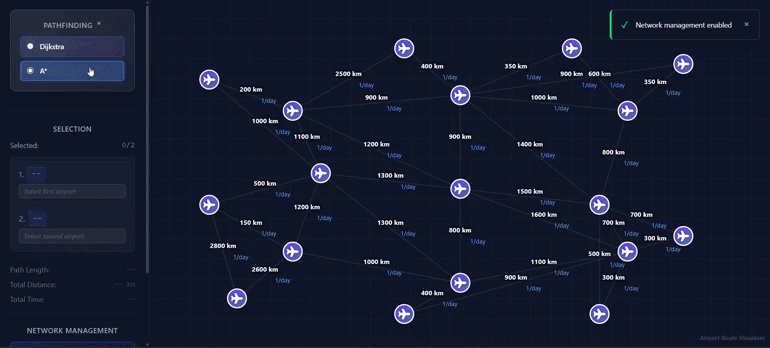 PATHFINDING *
Dijkstra
A*
SELECTION
Selected: 0/2
1. --
Select first airport
2. --
Select second airport
Path Length: --
Total Distance: --
Total Time: --
NETWORK MANAGEMENT
✓ Network management enabled ×
2500 km
1/day
400 km
1/day
350 km
1/day
900 km
1/day
600 km
1/day
350 km
1/day
200 km
1/day
900 km
1/day
1000 km
1/day
1000 km
1/day
1100 km
1/day
1200 km
1/day
900 km
1/day
1400 km
1/day
800 km
1/day
500 km
1/day
1300 km
1/day
1500 km
1/day
1200 km
1/day
1600 km
1/day
700 km
1/day
150 km
1/day
1300 km
1/day
800 km
1/day
700 km
1/day
300 km
1/day
2800 km
1/day
2600 km
1/day
1000 km
1/day
1100 km
1/day
500 km
1/day
400 km
1/day
900 km
1/day
300 km
1/day
Airport Route Visualizer